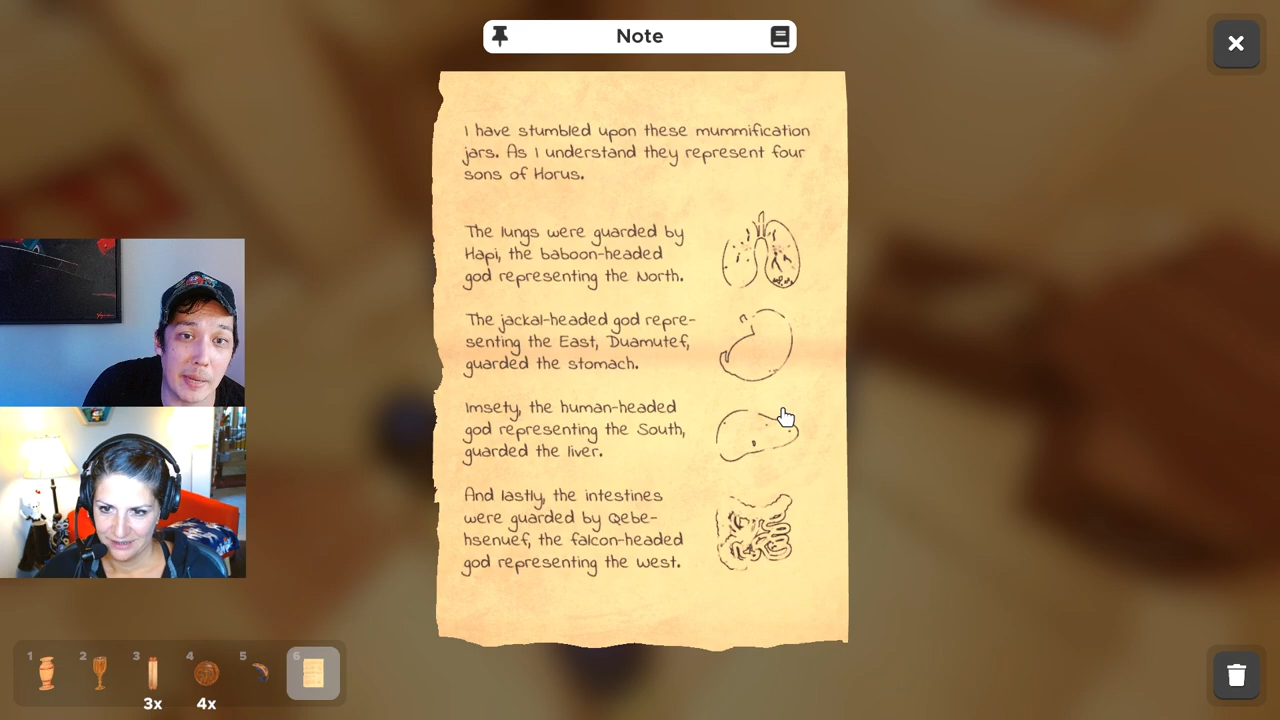 Note
I have stumbled upon these mummification
jars. As I understand they represent four
sons of Horus.
The lungs were guarded by
Hapi, the baboon-headed
god representing the North.
The jackal-headed god repre-
senting the East, Duamutef,
guarded the stomach.
Imsety, the human-headed
god representing the South,
guarded the liver.
And lastly, the intestines
were guarded by Qebe-
hsenuef, the falcon-headed
god representing the west.
1 2 3 4 5 6
3x 4x